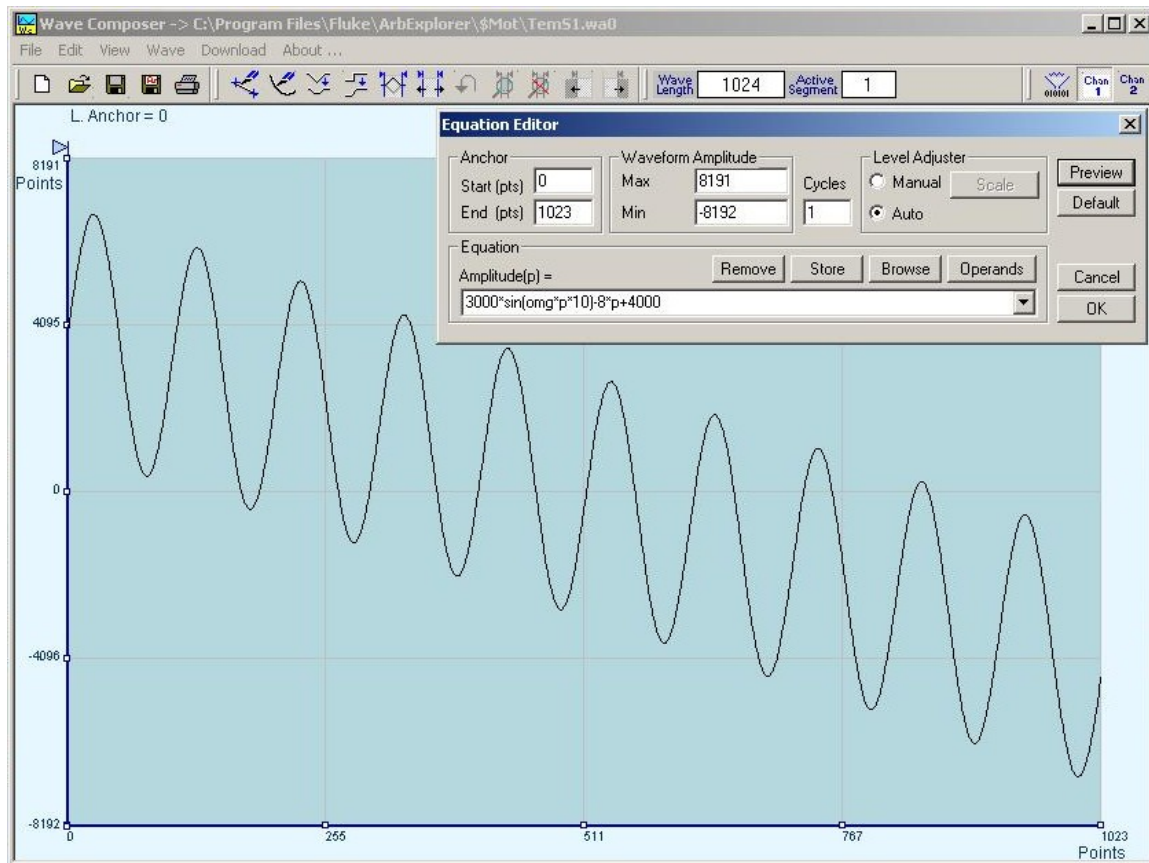 Wave Composer -> C:\Program Files\Fluke\ArbExplorer\$Mot\TemS1.wa0
File Edit View Wave Download About ...
Wave Length 1024 Active Segment 1 010101 Chan 1 Chan 2
L. Anchor = 0
Equation Editor
Anchor
Start (pts) 0
End (pts) 1023
Waveform Amplitude
Max 8191
Min -8192
Cycles
1
Level Adjuster
Manual Scale
Auto
Preview
Default
Equation
Amplitude(p) =
Remove Store Browse Operands
3000*sin(omg*p*10)-8*p+4000
Cancel
OK
8191
Points
4095
0
-4096
-8192
0 255 511 767 1023
Points